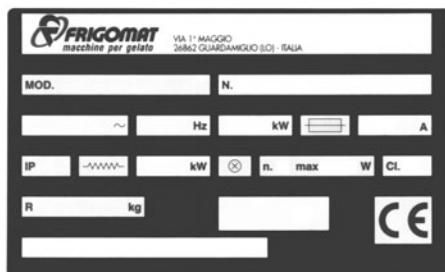 FRIGOMAT
macchine per gelato
VIA 1° MAGGIO
26862 GUARDAMIGLIO (LO) - ITALIA
MOD. N.
~ Hz kW A
IP kW n. max W Cl.
R kg
CE